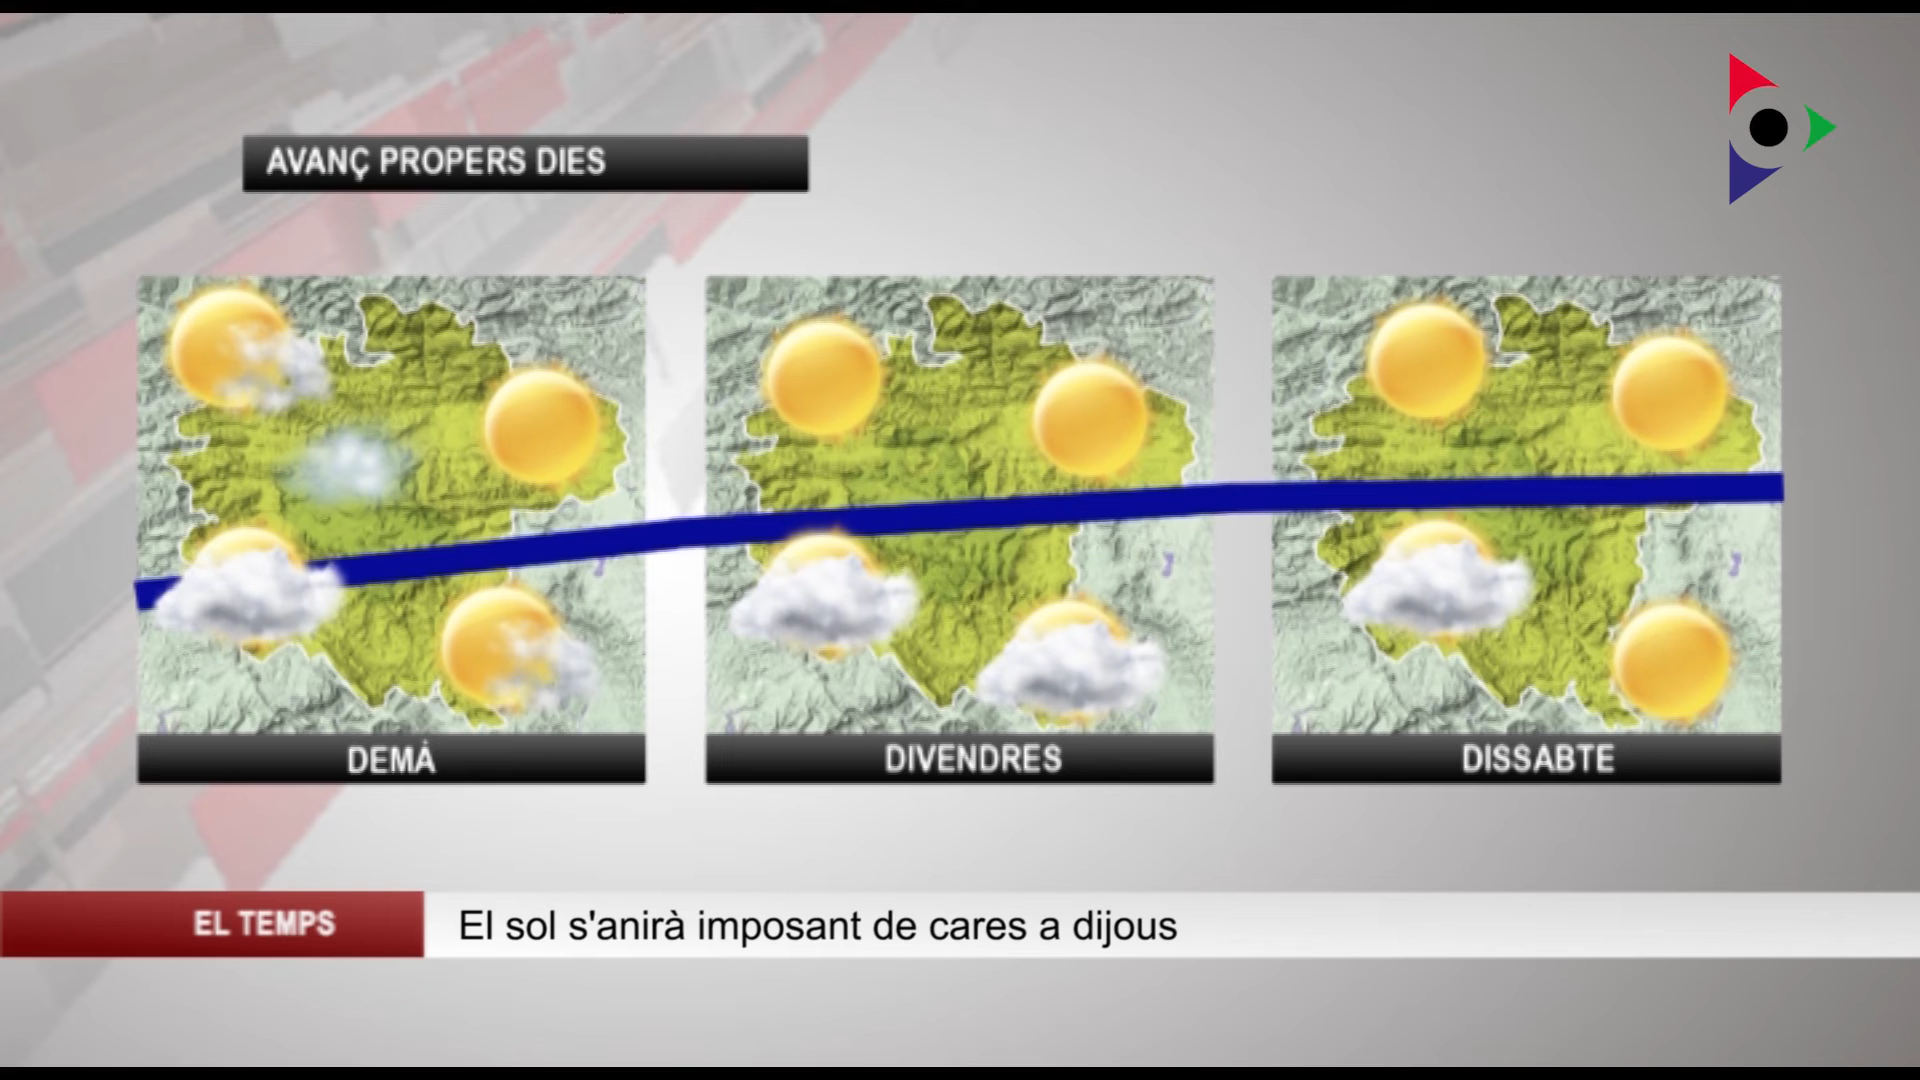 AVANÇ PROPERS DIES
DEMÀ
DIVENDRES
DISSABTE
EL TEMPS
El sol s'anirà imposant de cares a dijous